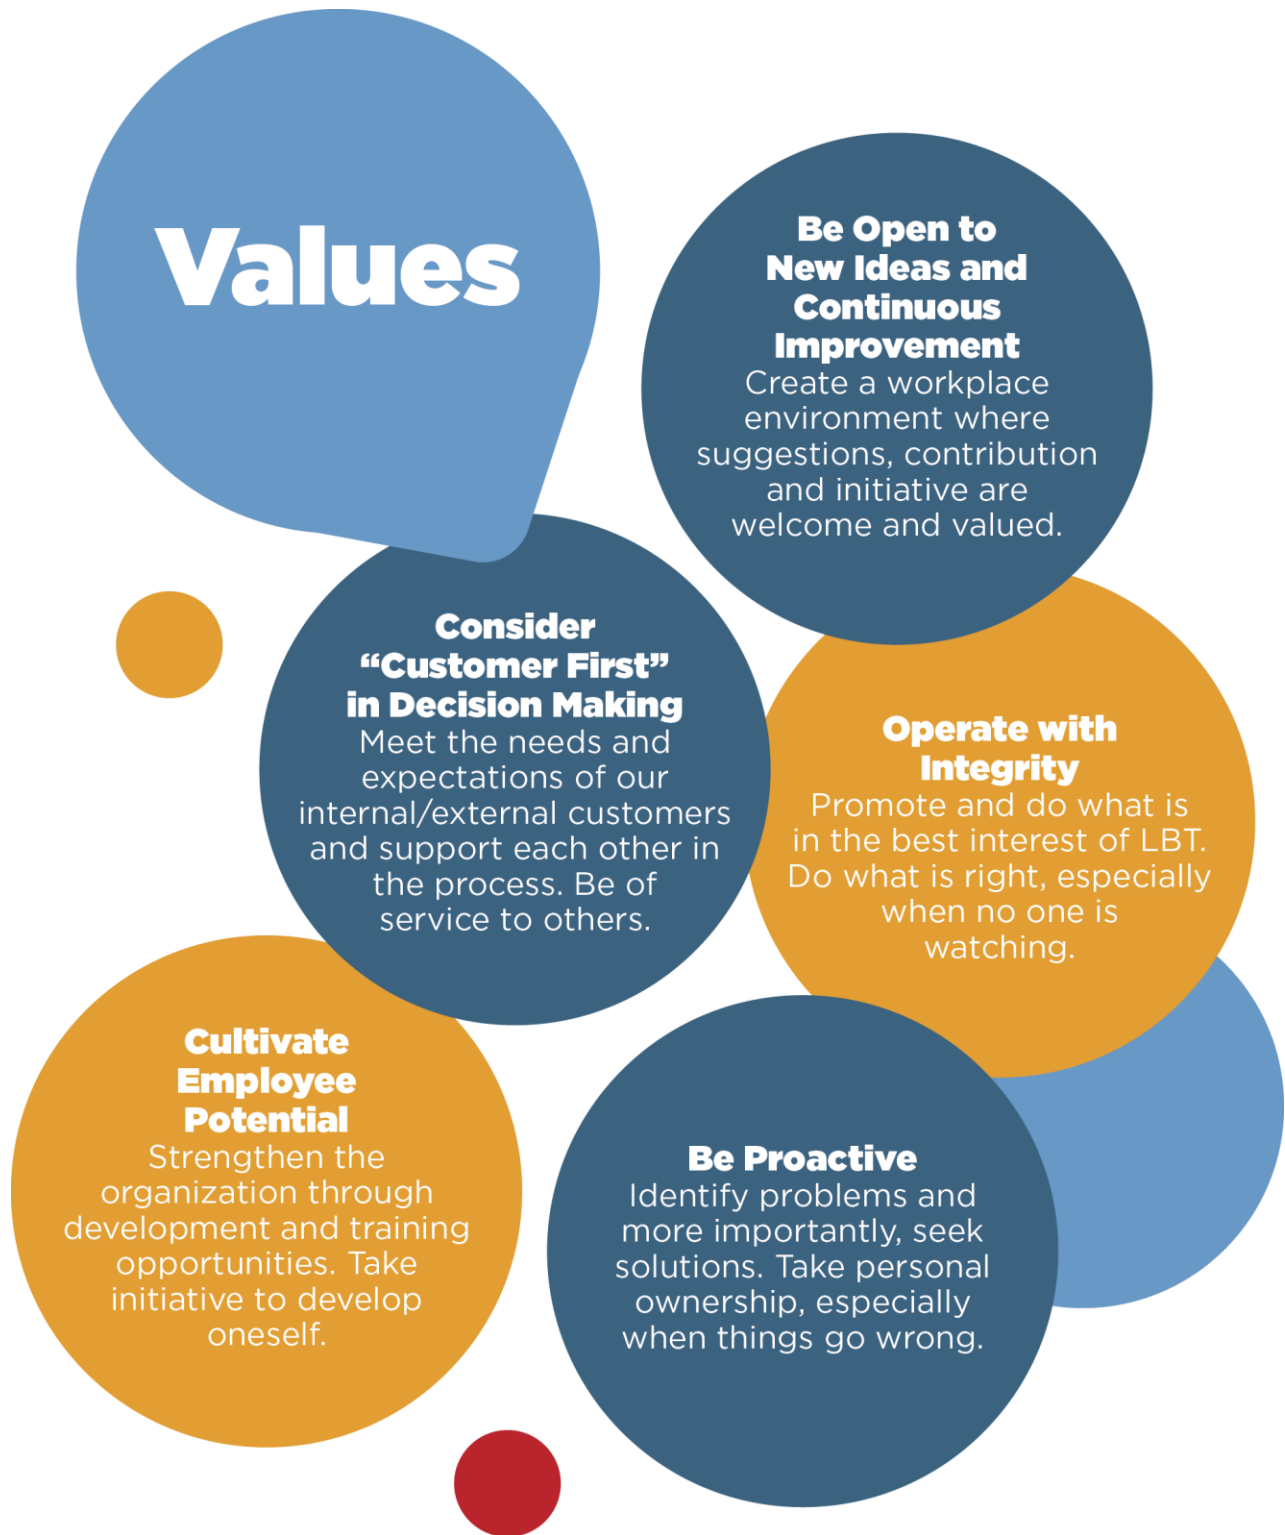 Values
Be Open to
New Ideas and
Continuous
Improvement
Create a workplace
environment where
suggestions, contribution
and initiative are
welcome and valued.
Consider
“Customer First”
in Decision Making
Meet the needs and
expectations of our
internal/external customers
and support each other in
the process. Be of
service to others.
Operate with
Integrity
Promote and do what is
in the best interest of LBT.
Do what is right, especially
when no one is
watching.
Cultivate
Employee
Potential
Strengthen the
organization through
development and training
opportunities. Take
initiative to develop
oneself.
Be Proactive
Identify problems and
more importantly, seek
solutions. Take personal
ownership, especially
when things go wrong.